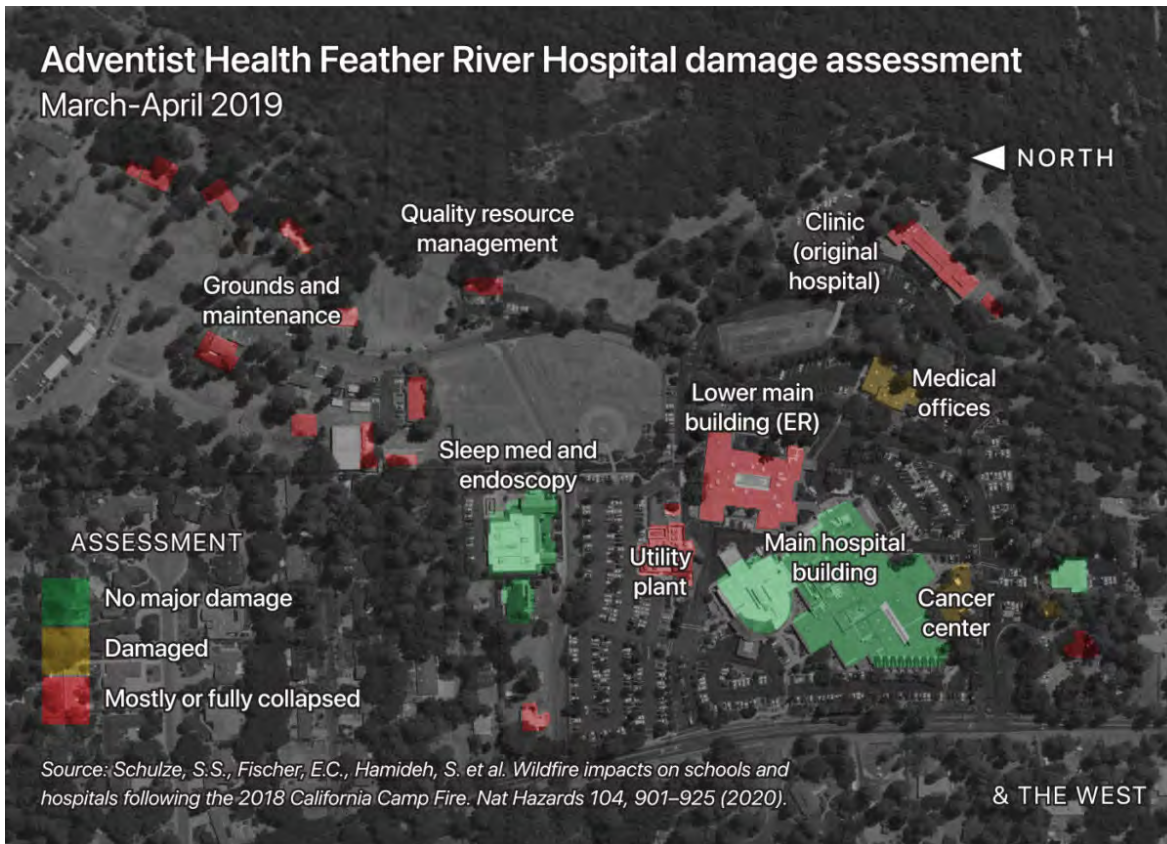 Adventist Health Feather River Hospital damage assessment
March-April 2019
NORTH
Quality resource
management
Clinic
(original
hospital)
Grounds and
maintenance
Medical
offices
Lower main
building (ER)
Sleep med and
endoscopy
Utility
plant
Main hospital
building
Cancer
center
ASSESSMENT
No major damage
Damaged
Mostly or fully collapsed
Source: Schulze, S.S., Fischer, E.C., Hamideh, S. et al. Wildfire impacts on schools and
hospitals following the 2018 California Camp Fire. Nat Hazards 104, 901–925 (2020).
& THE WEST